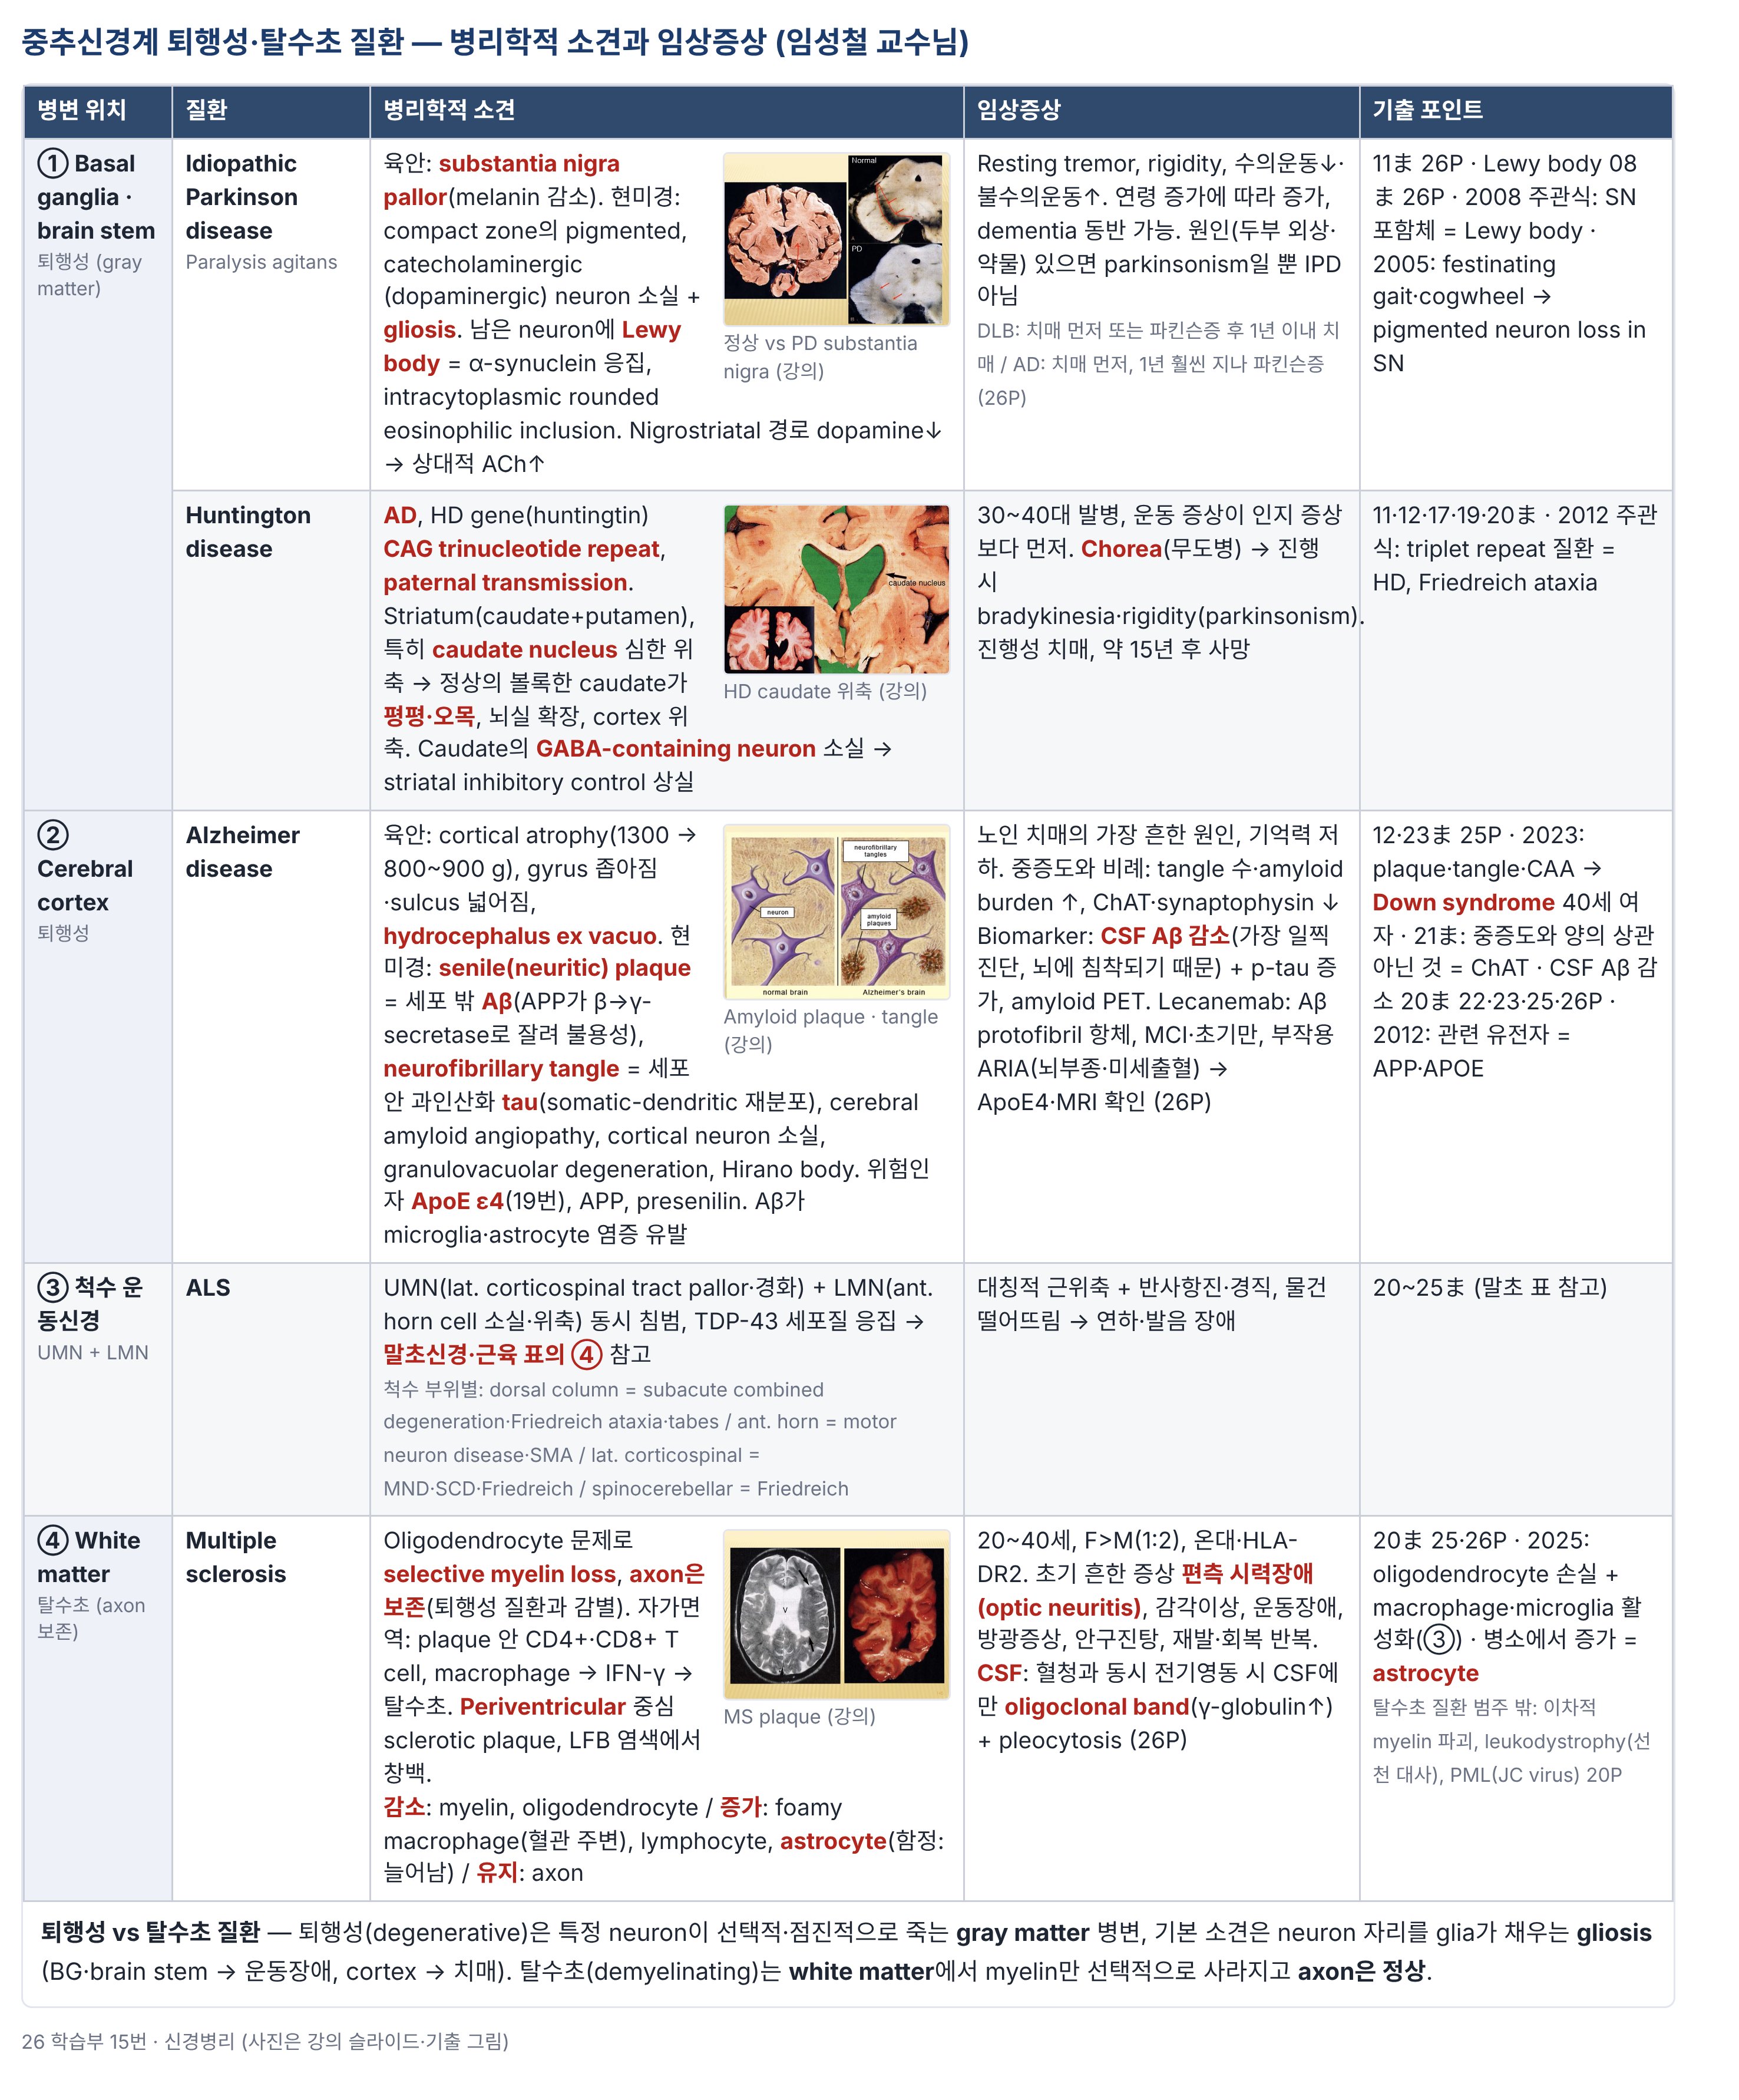 중추신경계 퇴행성·탈수초 질환 — 병리학적 소견과 임상증상 (임성철 교수님)
병변 위치
질환
병리학적 소견
임상증상
기출 포인트
① Basal
ganglia ·
brain stem
퇴행성 (gray
matter)
Idiopathic
Parkinson
disease
Paralysis agitans
육안: substantia nigra
pallor(melanin 감소). 현미경:
compact zone의 pigmented,
catecholaminergic
(dopaminergic) neuron 소실 +
gliosis. 남은 neuron에 Lewy
body = α-synuclein 응집,
intracytoplasmic rounded
eosinophilic inclusion. Nigrostriatal 경로 dopamine↓
→ 상대적 ACh↑
Normal
PD
정상 vs PD substantia
nigra (강의)
Resting tremor, rigidity, 수의운동↓·
불수의운동↑. 연령 증가에 따라 증가,
dementia 동반 가능. 원인(두부 외상·
약물) 있으면 parkinsonism일 뿐 IPD
아님
DLB: 치매 먼저 또는 파킨슨증 후 1년 이내 치
매 / AD: 치매 먼저, 1년 훨씬 지나 파킨슨증
(26P)
11ま 26P · Lewy body 08
ま 26P · 2008 주관식: SN
포함체 = Lewy body ·
2005: festinating
gait·cogwheel →
pigmented neuron loss in
SN
Huntington
disease
AD, HD gene(huntingtin)
CAG trinucleotide repeat,
paternal transmission.
Striatum(caudate+putamen),
특히 caudate nucleus 심한 위
축 → 정상의 볼록한 caudate가
평평·오목, 뇌실 확장, cortex 위
축. Caudate의 GABA-containing neuron 소실 →
striatal inhibitory control 상실
caudate nucleus
HD caudate 위축 (강의)
30~40대 발병, 운동 증상이 인지 증상
보다 먼저. Chorea(무도병) → 진행
시
bradykinesia·rigidity(parkinsonism).
진행성 치매, 약 15년 후 사망
11·12·17·19·20ま · 2012 주관
식: triplet repeat 질환 =
HD, Friedreich ataxia
②
Cerebral
cortex
퇴행성
Alzheimer
disease
육안: cortical atrophy(1300 →
800~900 g), gyrus 좁아짐
·sulcus 넓어짐,
hydrocephalus ex vacuo. 현
미경: senile(neuritic) plaque
= 세포 밖 Aβ(APP가 β→γ-
secretase로 잘려 불용성),
neurofibrillary tangle = 세포
안 과인산화 tau(somatic-dendritic 재분포), cerebral
amyloid angiopathy, cortical neuron 소실,
granulovacuolar degeneration, Hirano body. 위험인
자 ApoE ε4(19번), APP, presenilin. Aβ가
microglia·astrocyte 염증 유발
neurofibrillary
tangles
neuron
amyloid
plaques
normal brain
Alzheimer's brain
Amyloid plaque · tangle
(강의)
노인 치매의 가장 흔한 원인, 기억력 저
하. 중증도와 비례: tangle 수·amyloid
burden ↑, ChAT·synaptophysin ↓
Biomarker: CSF Aβ 감소(가장 일찍
진단, 뇌에 침착되기 때문) + p-tau 증
가, amyloid PET. Lecanemab: Aβ
protofibril 항체, MCI·초기만, 부작용
ARIA(뇌부종·미세출혈) →
ApoE4·MRI 확인 (26P)
12·23ま 25P · 2023:
plaque·tangle·CAA →
Down syndrome 40세 여
자 · 21ま: 중증도와 양의 상관
아닌 것 = ChAT · CSF Aβ 감
소 20ま 22·23·25·26P ·
2012: 관련 유전자 =
APP·APOE
③ 척수 운
동신경
UMN + LMN
ALS
UMN(lat. corticospinal tract pallor·경화) + LMN(ant.
horn cell 소실·위축) 동시 침범, TDP-43 세포질 응집 →
말초신경·근육 표의 ④ 참고
척수 부위별: dorsal column = subacute combined
degeneration·Friedreich ataxia·tabes / ant. horn = motor
neuron disease·SMA / lat. corticospinal =
MND·SCD·Friedreich / spinocerebellar = Friedreich
대칭적 근위축 + 반사항진·경직, 물건
떨어뜨림 → 연하·발음 장애
20~25ま (말초 표 참고)
④ White
matter
탈수초 (axon
보존)
Multiple
sclerosis
Oligodendrocyte 문제로
selective myelin loss, axon은
보존(퇴행성 질환과 감별). 자가면
역: plaque 안 CD4+·CD8+ T
cell, macrophage → IFN-γ →
탈수초. Periventricular 중심
sclerotic plaque, LFB 염색에서
창백.
감소: myelin, oligodendrocyte / 증가: foamy
macrophage(혈관 주변), lymphocyte, astrocyte(함정:
늘어남) / 유지: axon
V
MS plaque (강의)
20~40세, F>M(1:2), 온대·HLA-
DR2. 초기 흔한 증상 편측 시력장애
(optic neuritis), 감각이상, 운동장애,
방광증상, 안구진탕, 재발·회복 반복.
CSF: 혈청과 동시 전기영동 시 CSF에
만 oligoclonal band(γ-globulin↑)
+ pleocytosis (26P)
20ま 25·26P · 2025:
oligodendrocyte 손실 +
macrophage·microglia 활
성화(③) · 병소에서 증가 =
astrocyte
탈수초 질환 범주 밖: 이차적
myelin 파괴, leukodystrophy(선
천 대사), PML(JC virus) 20P
퇴행성 vs 탈수초 질환 — 퇴행성(degenerative)은 특정 neuron이 선택적·점진적으로 죽는 gray matter 병변, 기본 소견은 neuron 자리를 glia가 채우는 gliosis
(BG·brain stem → 운동장애, cortex → 치매). 탈수초(demyelinating)는 white matter에서 myelin만 선택적으로 사라지고 axon은 정상.
26 학습부 15번 · 신경병리 (사진은 강의 슬라이드·기출 그림)